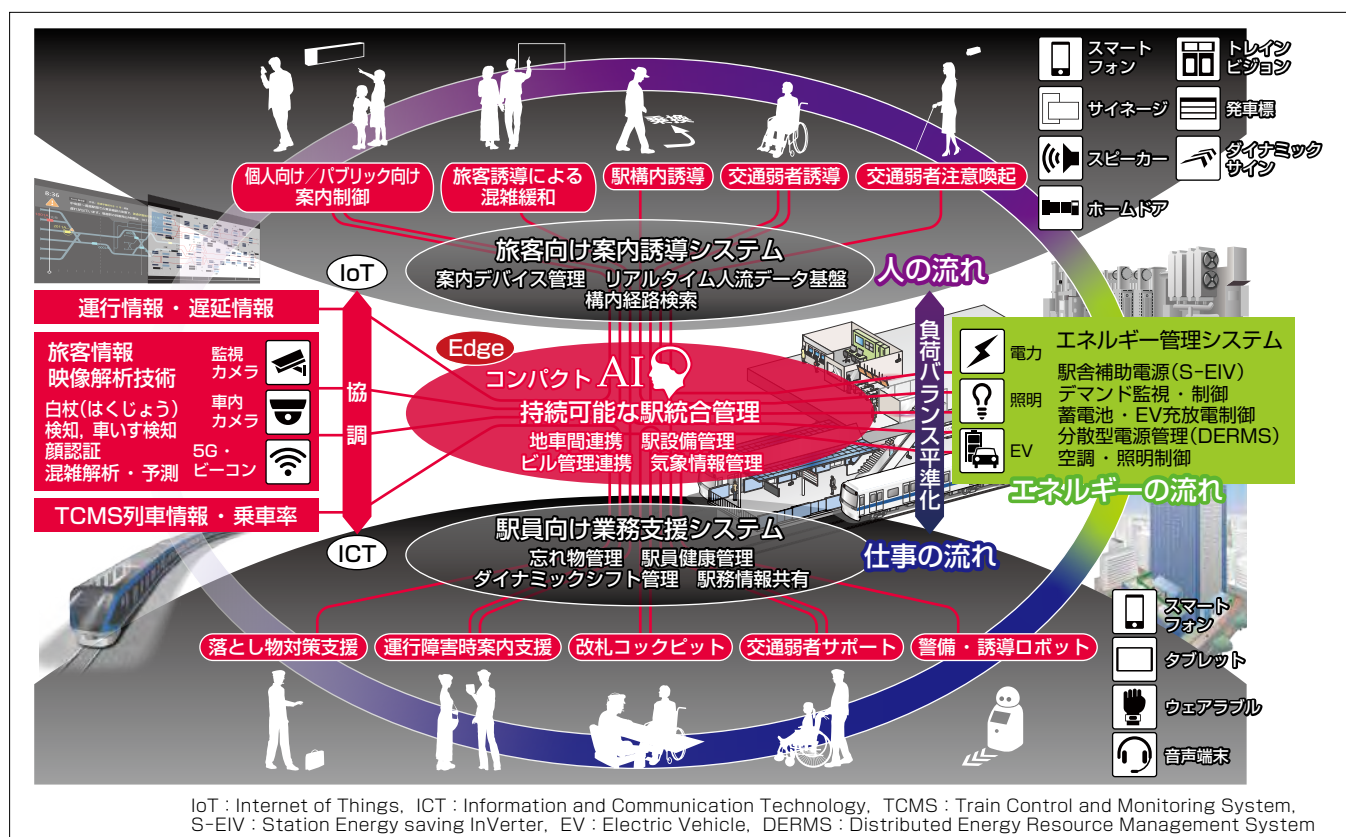 スマート
フォン
トレイン
ビジョン
サイネージ
発車標
スピーカー
ダイナミック
サイン
ホームドア
乗換
個人向け／パブリック向け
案内制御
旅客誘導による
混雑緩和
駅構内誘導
交通弱者誘導
交通弱者注意喚起
8:36
旅客向け案内誘導システム
案内デバイス管理 リアルタイム人流データ基盤
構内経路検索
人の流れ
IoT
協調
ICT
運行情報・遅延情報
旅客情報
映像解析技術
白杖(はくじょう)
検知，車いす検知
顔認証
混雑解析・予測
監視
カメラ
車内
カメラ
5G・
ビーコン
TCMS列車情報・乗車率
Edge
コンパクト AI
持続可能な駅統合管理
地車間連携 駅設備管理
ビル管理連携 気象情報管理
負荷バランス平準化
電力
照明
EV
エネルギー管理システム
駅舎補助電源(S-EIV)
デマンド監視・制御
蓄電池・EV充放電制御
分散型電源管理(DERMS)
空調・照明制御
エネルギーの流れ
駅員向け業務支援システム
忘れ物管理 駅員健康管理
ダイナミックシフト管理 駅務情報共有
仕事の流れ
落とし物対策支援
運行障害時案内支援
改札コックピット
交通弱者サポート
警備・誘導ロボット
スマート
フォン
タブレット
ウェアラブル
音声端末
IoT：Internet of Things, ICT：Information and Communication Technology, TCMS：Train Control and Monitoring System,
S-EIV：Station Energy saving InVerter, EV：Electric Vehicle, DERMS：Distributed Energy Resource Management System